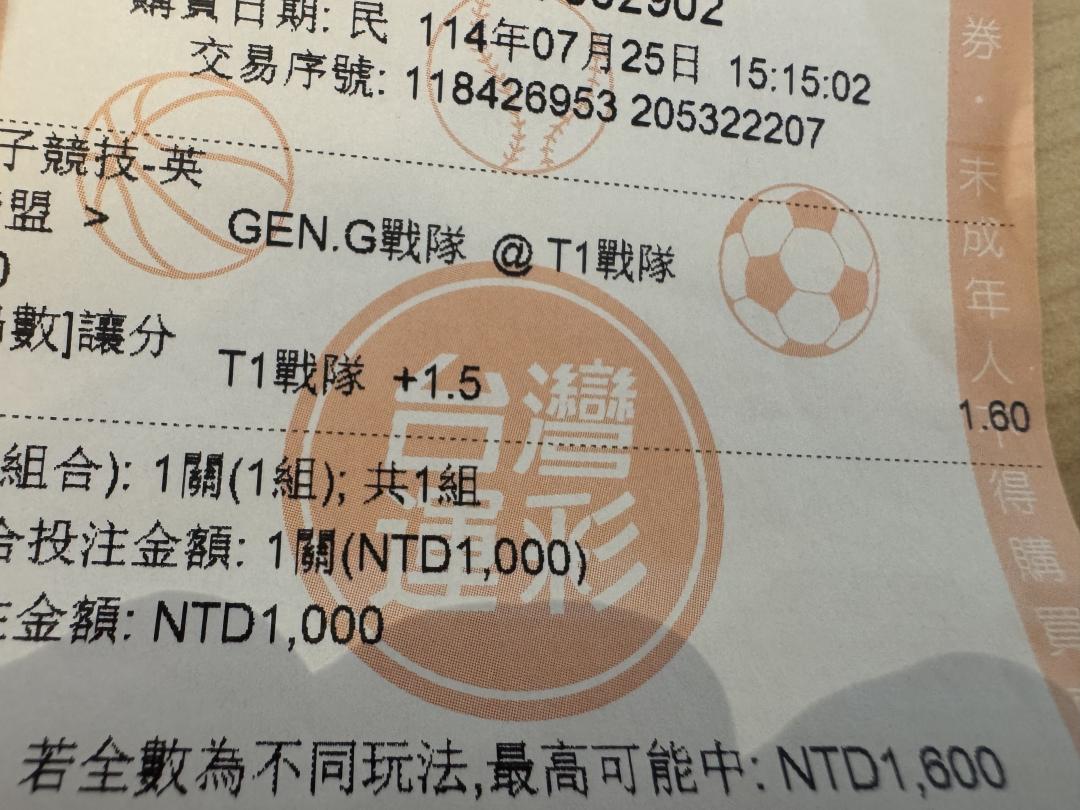 購買日期: 民 114年07月25日 15:15:02
交易序號: 118426953 205322207
子競技-英
盟 > GEN.G戰隊 @ T1戰隊
數]讓分
T1戰隊 +1.5
1.60
組合): 1關(1組); 共1組
投注金額: 1關(NTD1,000)
金額: NTD1,000
若全數為不同玩法,最高可能中: NTD1,600
台灣
運彩
券・未成年人不得購買